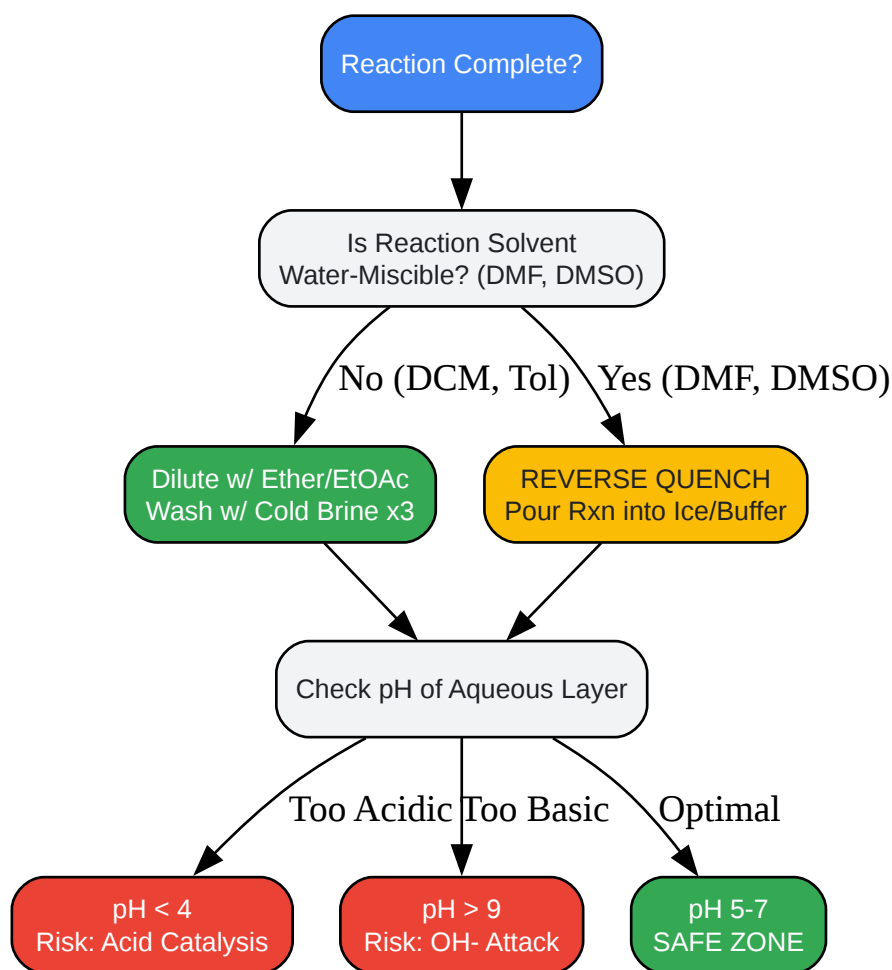 Reaction Complete?
Is Reaction Solvent
Water-Miscible? (DMF, DMSO)
No (DCM, Tol)
Yes (DMF, DMSO)
Dilute w/ Ether/EtOAc
Wash w/ Cold Brine x3
REVERSE QUENCH
Pour Rxn into Ice/Buffer
Check pH of Aqueous Layer
Too Acidic
Too Basic
Optimal
pH < 4
Risk: Acid Catalysis
pH > 9
Risk: OH- Attack
pH 5-7
SAFE ZONE